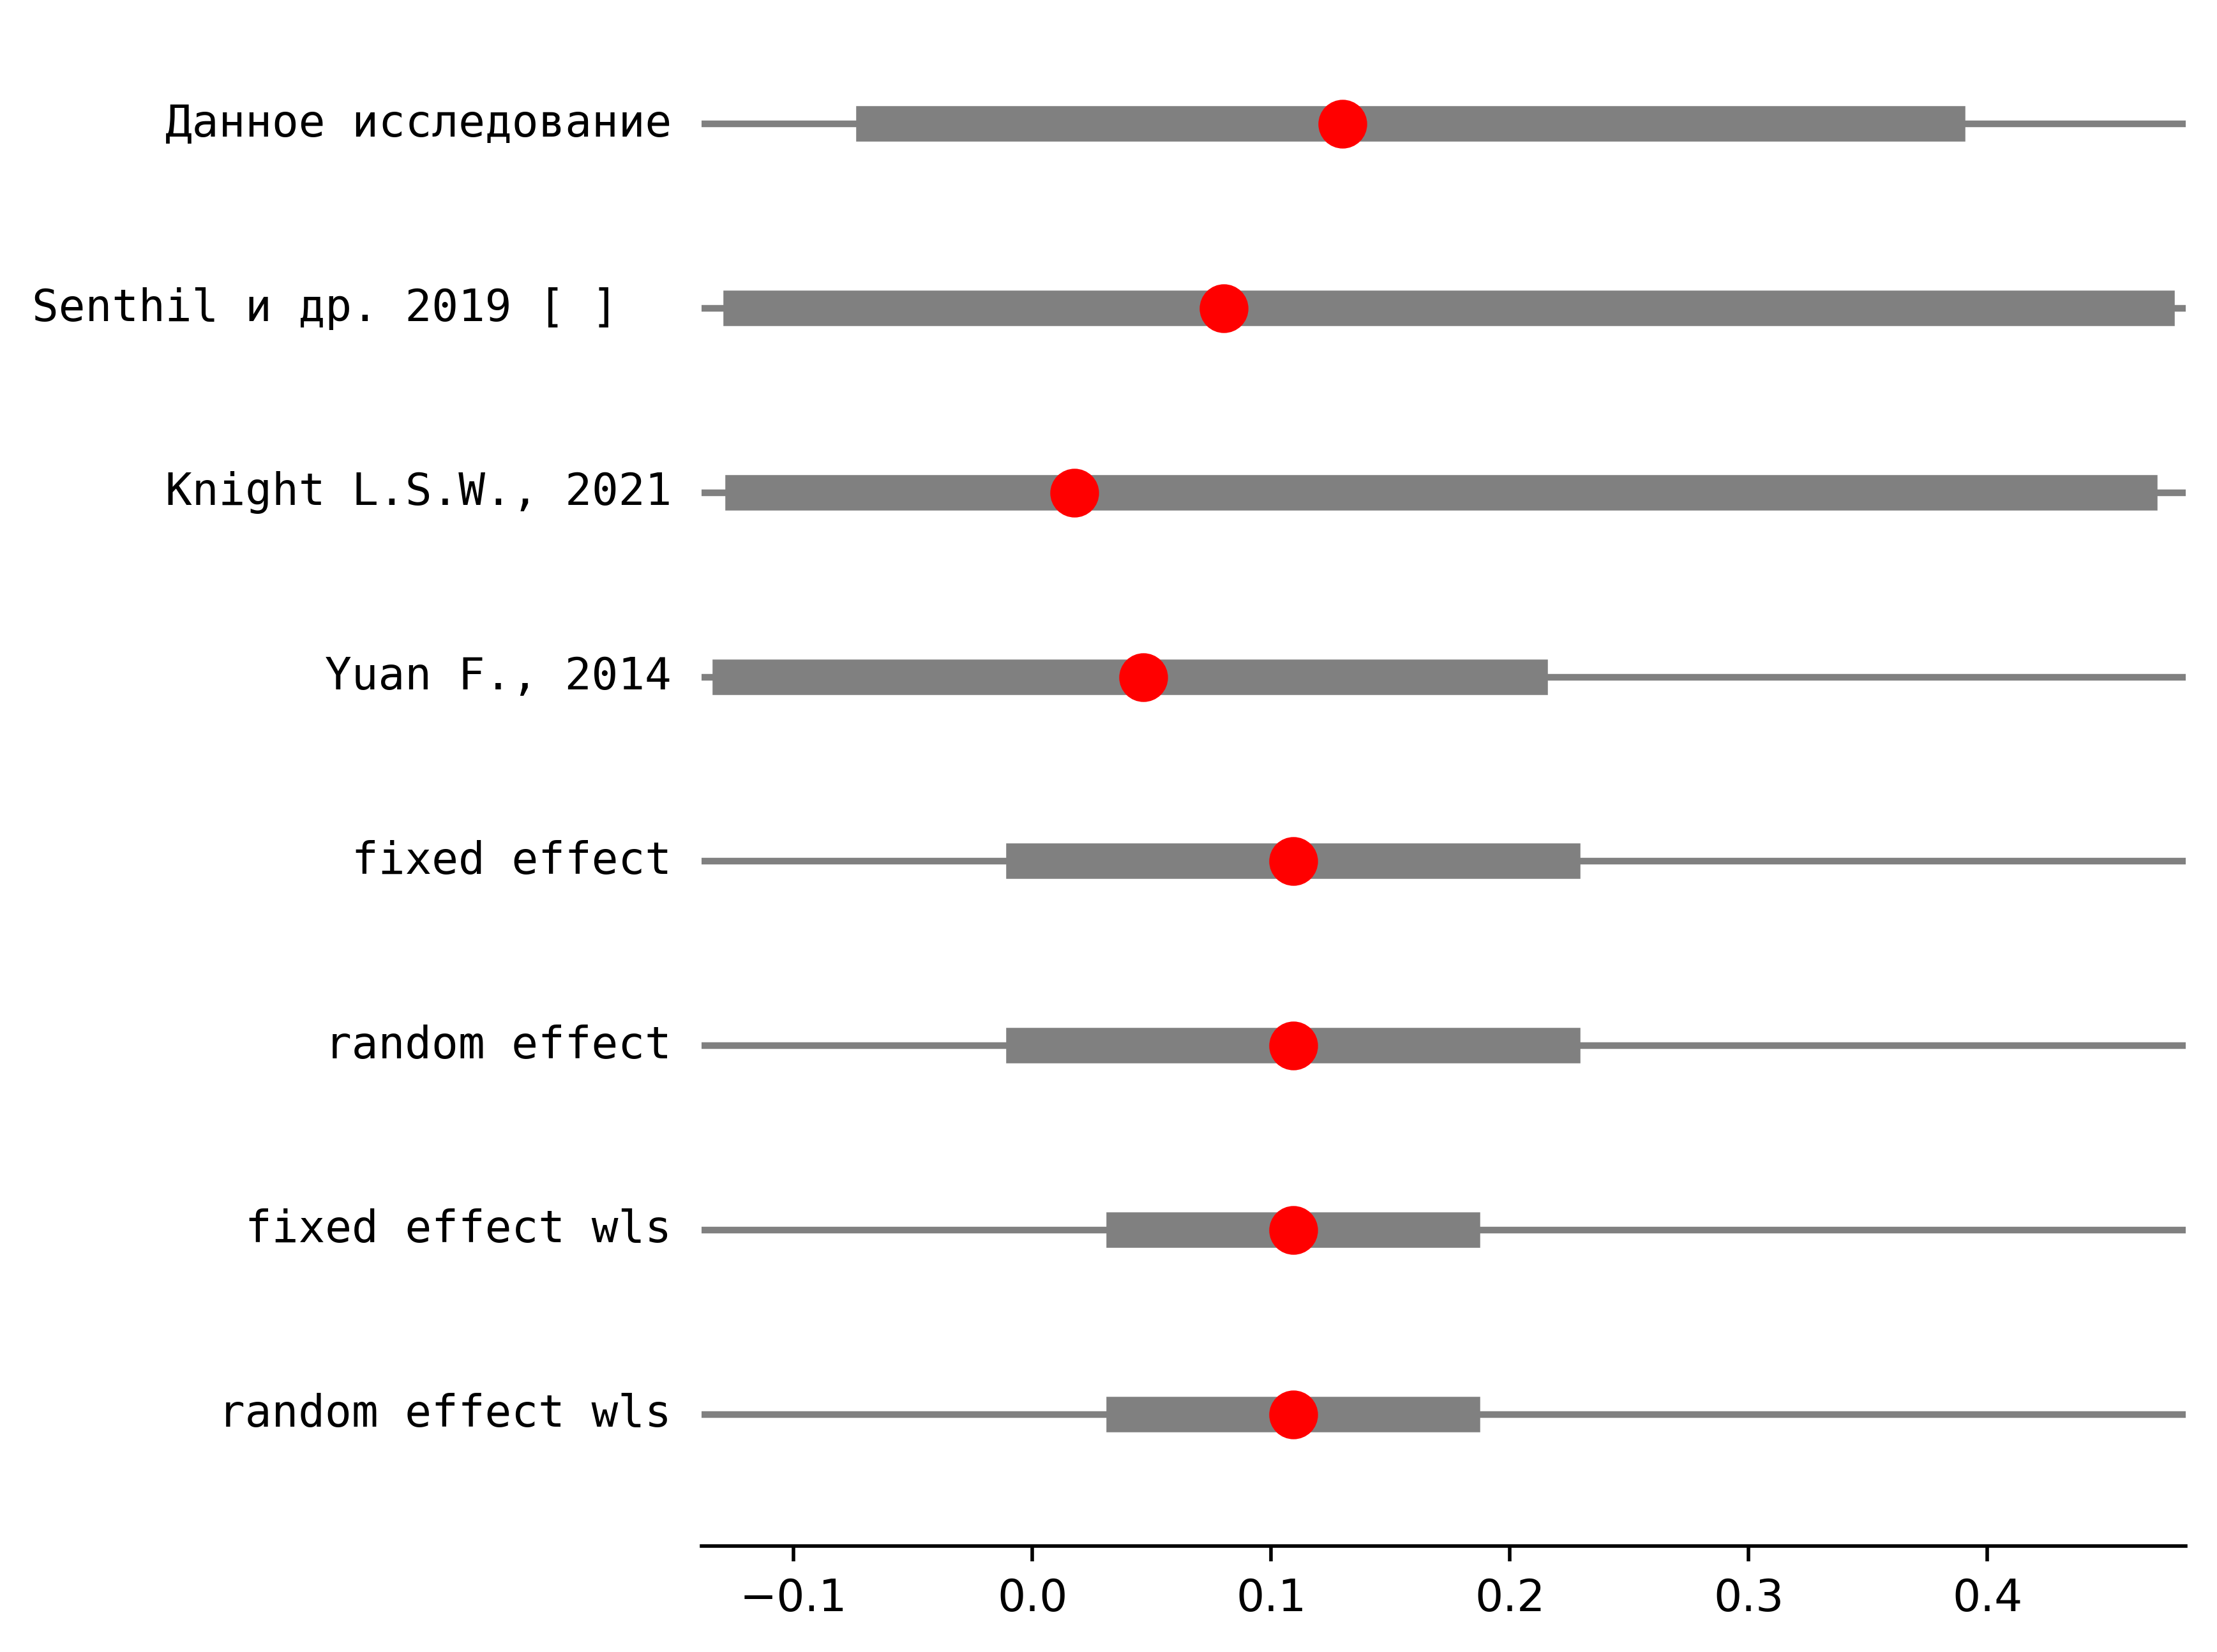 Данное исследование
Senthil и др. 2019 [ ]
Knight L.S.W., 2021
Yuan F., 2014
fixed effect
random effect
fixed effect wls
random effect wls
−0.1 0.0 0.1 0.2 0.3 0.4